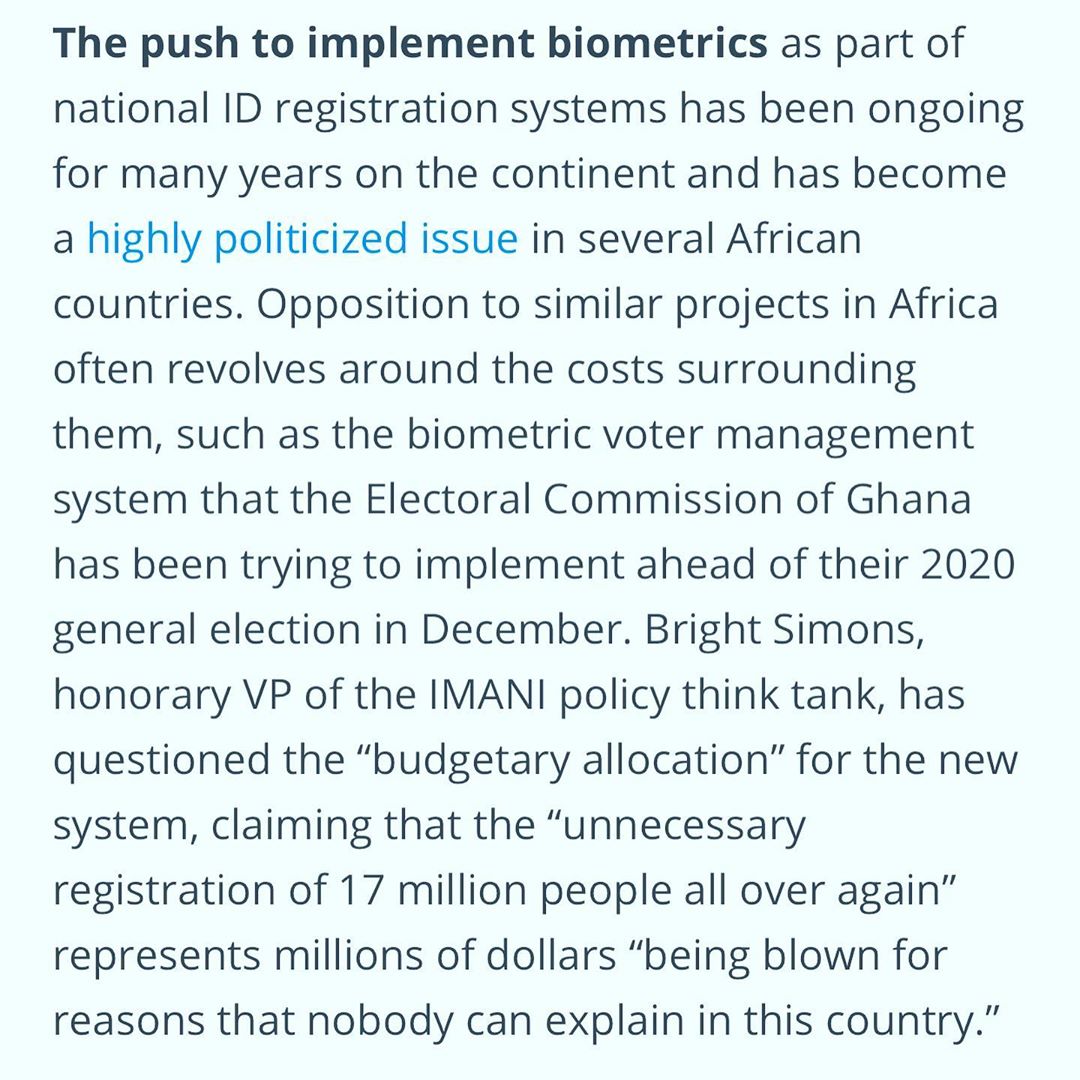 The push to implement biometrics as part of
national ID registration systems has been ongoing
for many years on the continent and has become
a highly politicized issue in several African
countries. Opposition to similar projects in Africa
often revolves around the costs surrounding
them, such as the biometric voter management
system that the Electoral Commission of Ghana
has been trying to implement ahead of their 2020
general election in December. Bright Simons,
honorary VP of the IMANI policy think tank, has
questioned the “budgetary allocation” for the new
system, claiming that the “unnecessary
registration of 17 million people all over again”
represents millions of dollars “being blown for
reasons that nobody can explain in this country.”